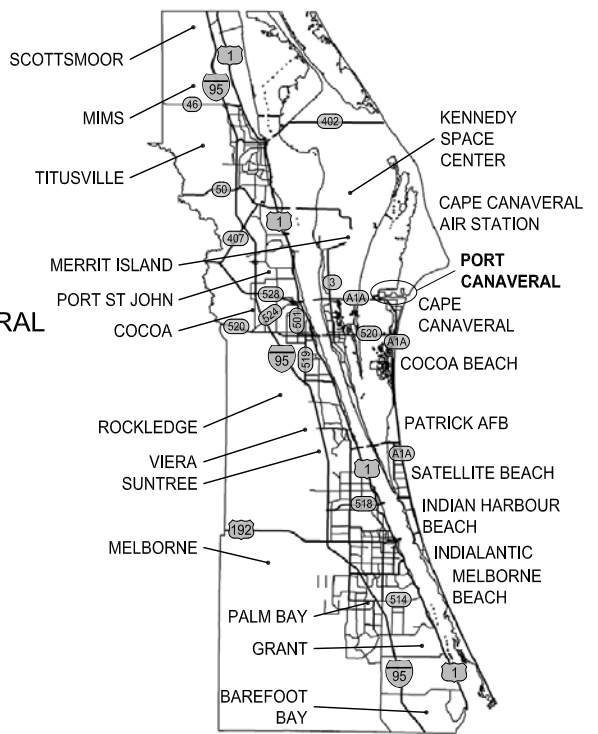 SCOTTSMOOR
1
95
46
MIMS
402
KENNEDY
SPACE
CENTER
TITUSVILLE
50
CAPE CANAVERAL
AIR STATION
1
407
MERRIT ISLAND
PORT
CANAVERAL
3
PORT ST JOHN
528
A1A
CAPE
CANAVERAL
RAL
COCOA
520
524
501
520
A1A
95
519
COCOA BEACH
ROCKLEDGE
PATRICK AFB
VIERA
A1A
SUNTREE
1
SATELLITE BEACH
518
INDIAN HARBOUR
BEACH
192
MELBORNE
INDIALANTIC
MELBORNE
BEACH
514
PALM BAY
GRANT
95
1
BAREFOOT
BAY